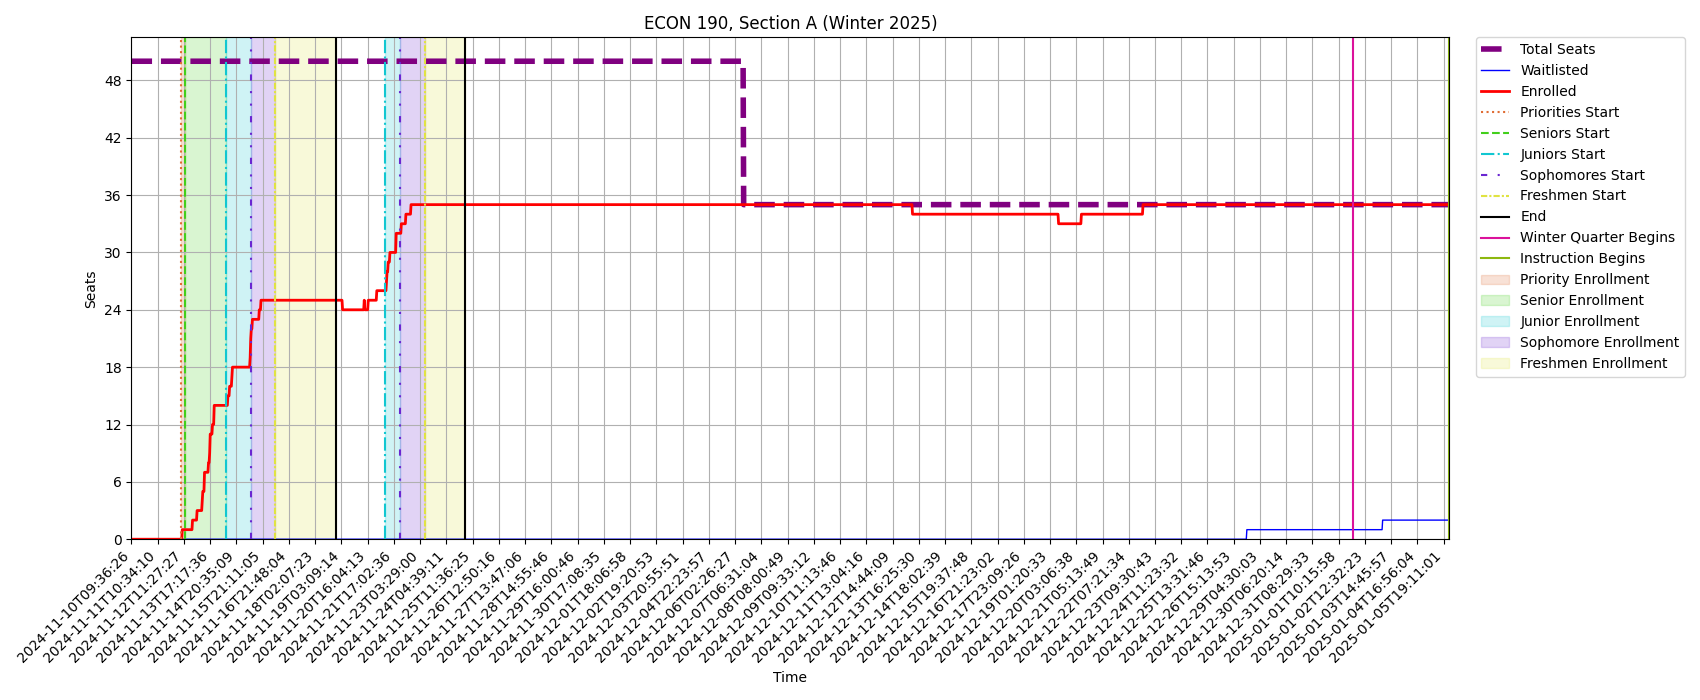 ECON 190, Section A (Winter 2025)
Seats
48
42
36
30
24
18
12
6
0
2024-11-10T09:36:26
2024-11-11T10:34:10
2024-11-12T11:27:27
2024-11-13T17:17:36
2024-11-14T20:35:09
2024-11-15T21:11:05
2024-11-16T21:48:04
2024-11-18T02:07:23
2024-11-19T03:09:14
2024-11-20T16:04:13
2024-11-21T17:02:36
2024-11-23T03:29:00
2024-11-24T04:39:11
2024-11-25T11:36:25
2024-11-26T12:50:16
2024-11-27T13:47:06
2024-11-28T14:55:46
2024-11-29T16:00:46
2024-11-30T17:08:35
2024-12-01T18:06:58
2024-12-02T19:20:53
2024-12-03T20:55:51
2024-12-04T22:23:57
2024-12-06T02:26:27
2024-12-07T06:31:04
2024-12-08T08:00:49
2024-12-09T09:33:12
2024-12-10T11:13:46
2024-12-11T13:04:16
2024-12-12T14:44:09
2024-12-13T16:25:30
2024-12-14T18:02:39
2024-12-15T19:37:48
2024-12-16T21:23:02
2024-12-17T23:09:26
2024-12-19T01:20:33
2024-12-20T03:06:38
2024-12-21T05:13:49
2024-12-22T07:21:34
2024-12-23T09:30:43
2024-12-24T11:23:32
2024-12-25T13:31:46
2024-12-26T15:13:53
2024-12-29T04:30:03
2024-12-30T06:20:14
2024-12-31T08:29:33
2025-01-01T10:15:58
2025-01-02T12:32:23
2025-01-03T14:45:57
2025-01-04T16:56:04
2025-01-05T19:11:01
Time
Total Seats
Waitlisted
Enrolled
Priorities Start
Seniors Start
Juniors Start
Sophomores Start
Freshmen Start
End
Winter Quarter Begins
Instruction Begins
Priority Enrollment
Senior Enrollment
Junior Enrollment
Sophomore Enrollment
Freshmen Enrollment